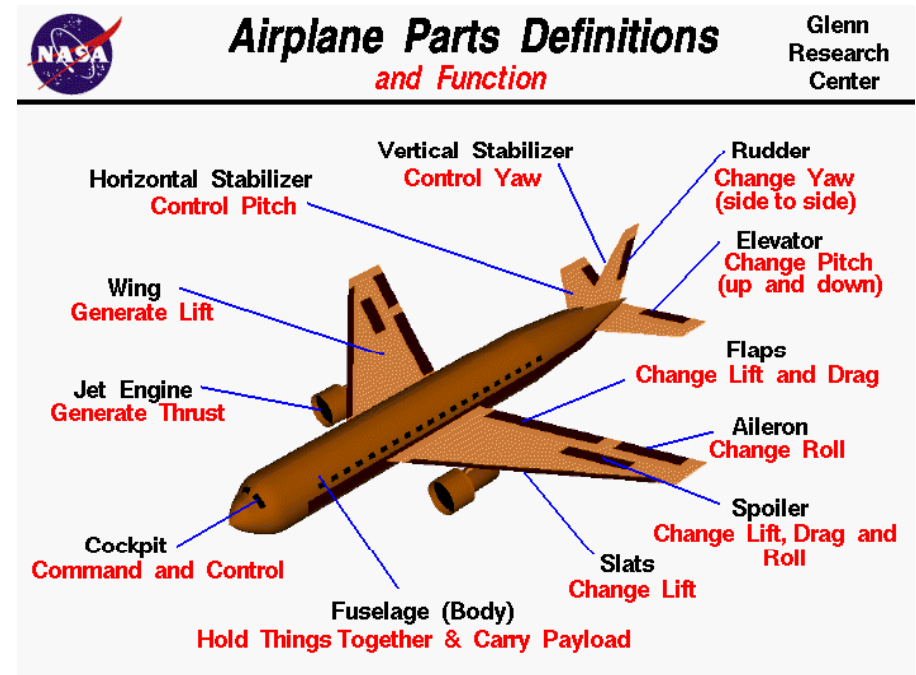 NASA
Airplane Parts Definitions
and Function
Glenn
Research
Center
Vertical Stabilizer
Control Yaw
Rudder
Change Yaw
(side to side)
Horizontal Stabilizer
Control Pitch
Elevator
Change Pitch
(up and down)
Wing
Generate Lift
Flaps
Change Lift and Drag
Jet Engine
Generate Thrust
Aileron
Change Roll
Spoiler
Change Lift, Drag and
Roll
Cockpit
Command and Control
Slats
Change Lift
Fuselage (Body)
Hold Things Together & Carry Payload